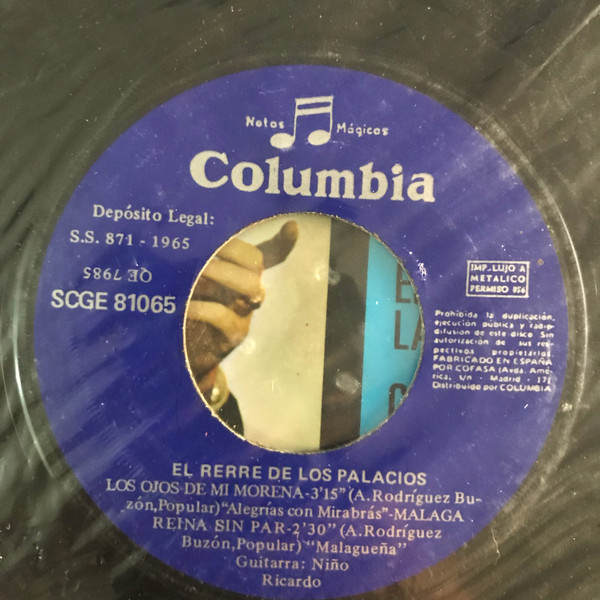 Notas Mágicas
Columbia
Depósito Legal:
S.S. 871 - 1965
QE 7985
SCGE 81065
IMP. LUJO A
METALICO
PERMISO 856
Prohibida la duplicación,
ejecución pública y radio-
difusión de este disco Sin
autorización de sus res-
pectivos propietarios.
FABRICADO EN ESPAÑA
POR COFASA (Avda. Amé-
rica, s/n - Madrid - 17)
Distribuido por COLUMBIA
EL RERRE DE LOS PALACIOS
LOS OJOS DE MI MORENA-3'15" (A. Rodríguez Bu-
zón,Popular) "Alegrías con Mirabrás"-MALAGA
REINA SIN PAR-2'30" (A. Rodríguez
Buzón,Popular) "Malagueña"
Guitarra: Niño
Ricardo